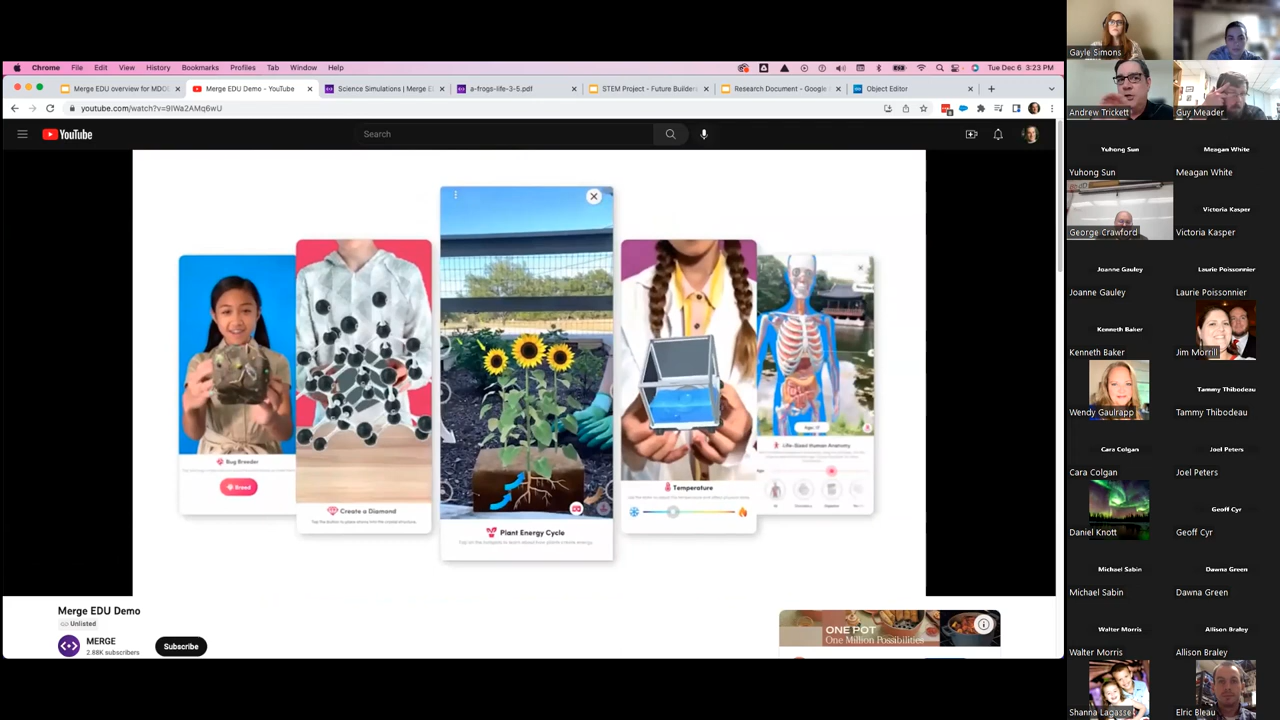 Chrome File Edit View History Bookmarks Profiles Tab Window Help
Tue Dec 6 3:23 PM
Merge EDU overview for MDOE
Merge EDU Demo - YouTube
Science Simulations | Merge E
a-frogs-life-3-5.pdf
STEM Project - Future Builders
Research Document - Google
Object Editor
youtube.com/watch?v=9IWa2AMq6wU
YouTube
Search
Bug Breeder
Breed
Create a Diamond
Plant Energy Cycle
Temperature
Life-Sized Human Anatomy
Merge EDU Demo
Unlisted
MERGE
2.88K subscribers
Subscribe
ONE POT
One Million Possibilities
Gayle Simons
Andrew Trickett
Guy Meader
Yuhong Sun
Meagan White
Yuhong Sun
Meagan White
Victoria Kasper
George Crawford
Victoria Kasper
Joanne Gauley
Laurie Poissonnier
Joanne Gauley
Laurie Poissonnier
Kenneth Baker
Kenneth Baker
Jim Morrill
Tammy Thibodeau
Wendy Gaulrapp
Tammy Thibodeau
Cara Colgan
Joel Peters
Cara Colgan
Joel Peters
Geoff Cyr
Daniel Knott
Geoff Cyr
Michael Sabin
Dawna Green
Michael Sabin
Dawna Green
Walter Morris
Allison Braley
Walter Morris
Allison Braley
Shanna Lagasse
Elric Bleau